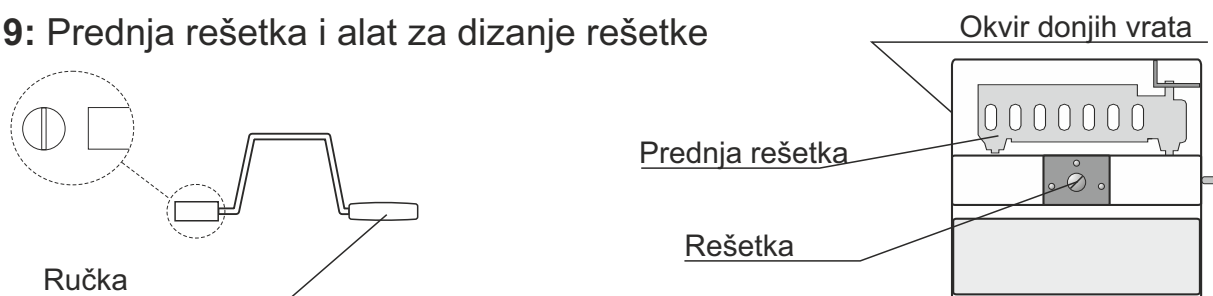 9: Prednja rešetka i alat za dizanje rešetke
Okvir donjih vrata
Prednja rešetka
Rešetka
Ručka